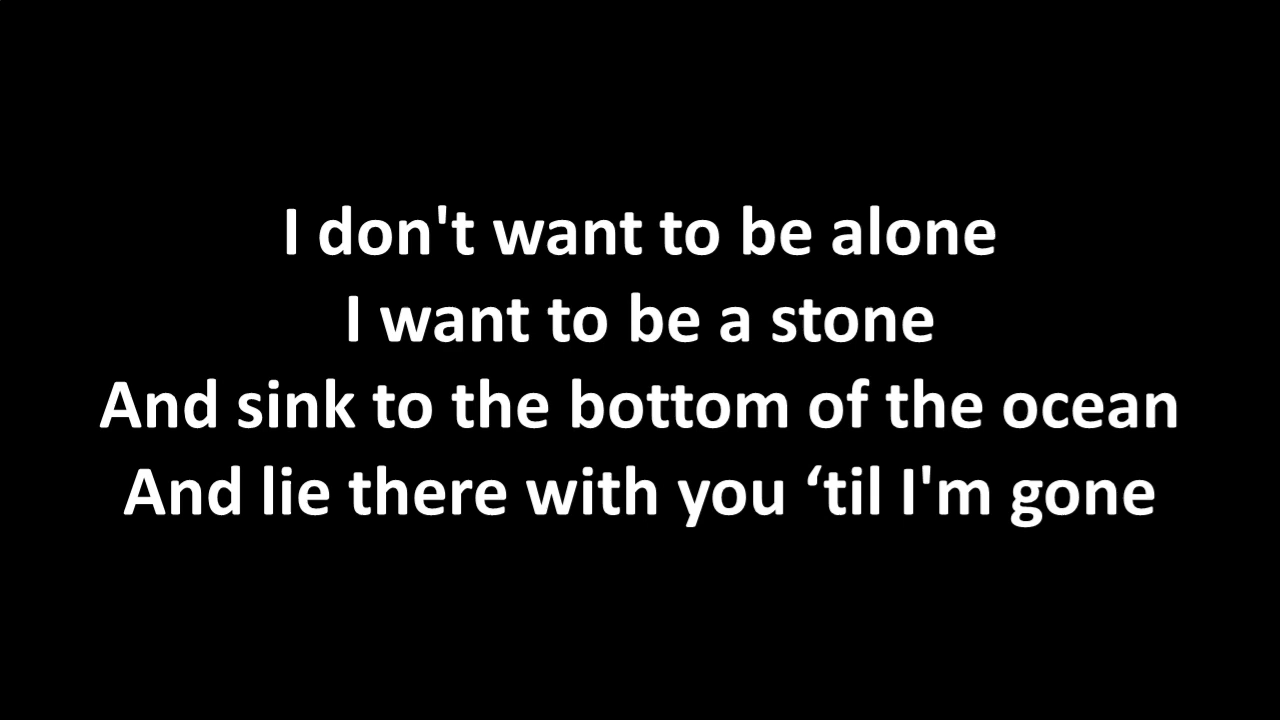 I don't want to be alone
I want to be a stone
And sink to the bottom of the ocean
And lie there with you ‘til I'm gone